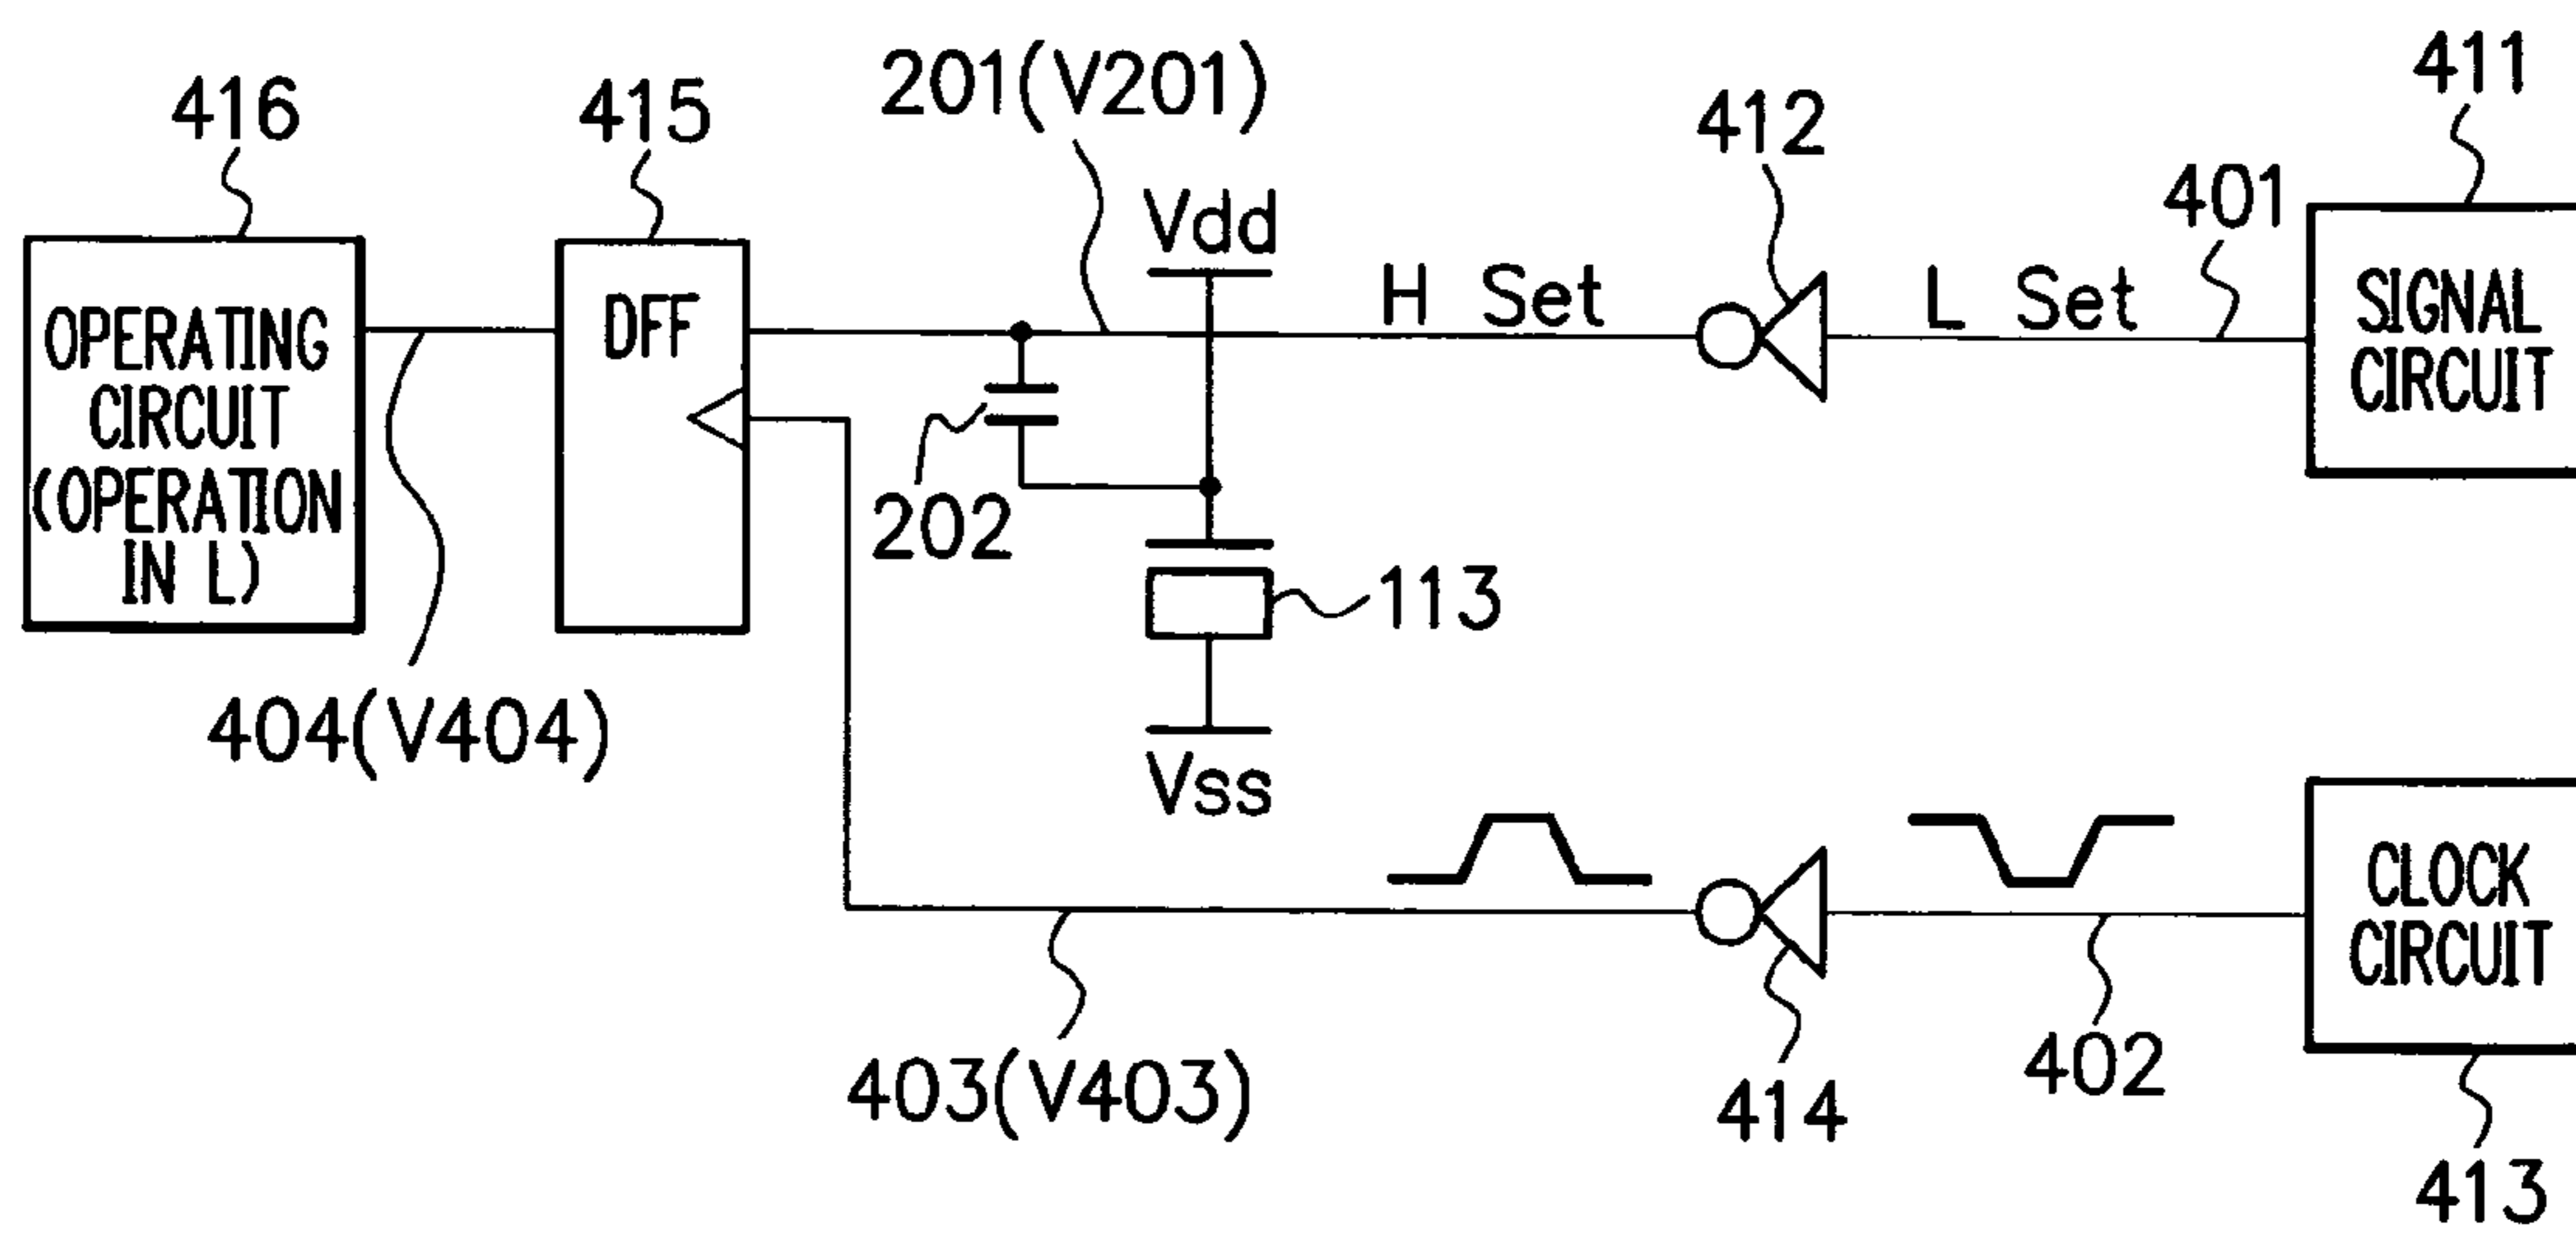 416
415
201(V201)
412
411
401
Vdd
H Set
L Set
OPERATING
CIRCUIT
(OPERATION
IN L)
DFF
SIGNAL
CIRCUIT
202
113
404(V404)
Vss
CLOCK
CIRCUIT
403(V403)
414
402
413